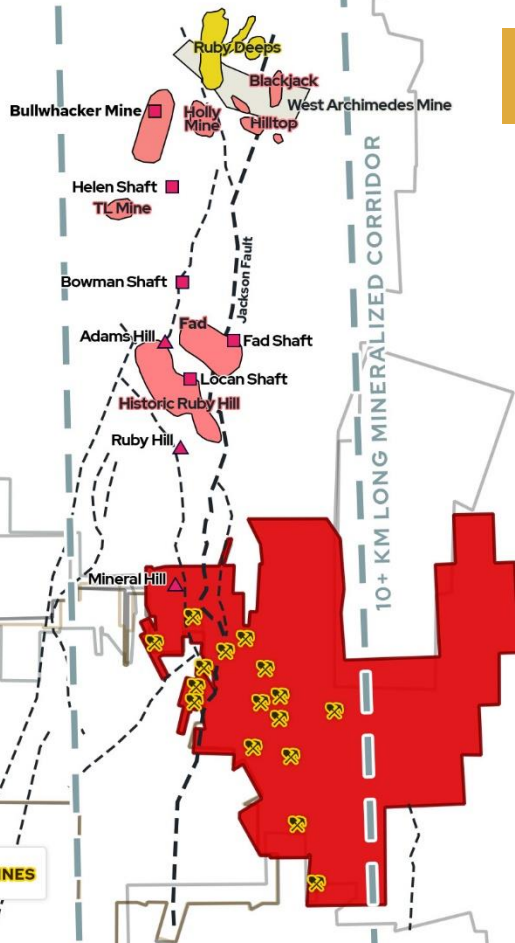 Ruby Deeps
Blackjack
West Archimedes Mine
Bullwhacker Mine
Holly
Mine
Hilltop
Helen Shaft
TL Mine
Jackson Fault
10+ KM LONG MINERALIZED CORRIDOR
Bowman Shaft
Fad
Adams Hill
Fad Shaft
Locan Shaft
Historic Ruby Hill
Ruby Hill
Mineral Hill
INES